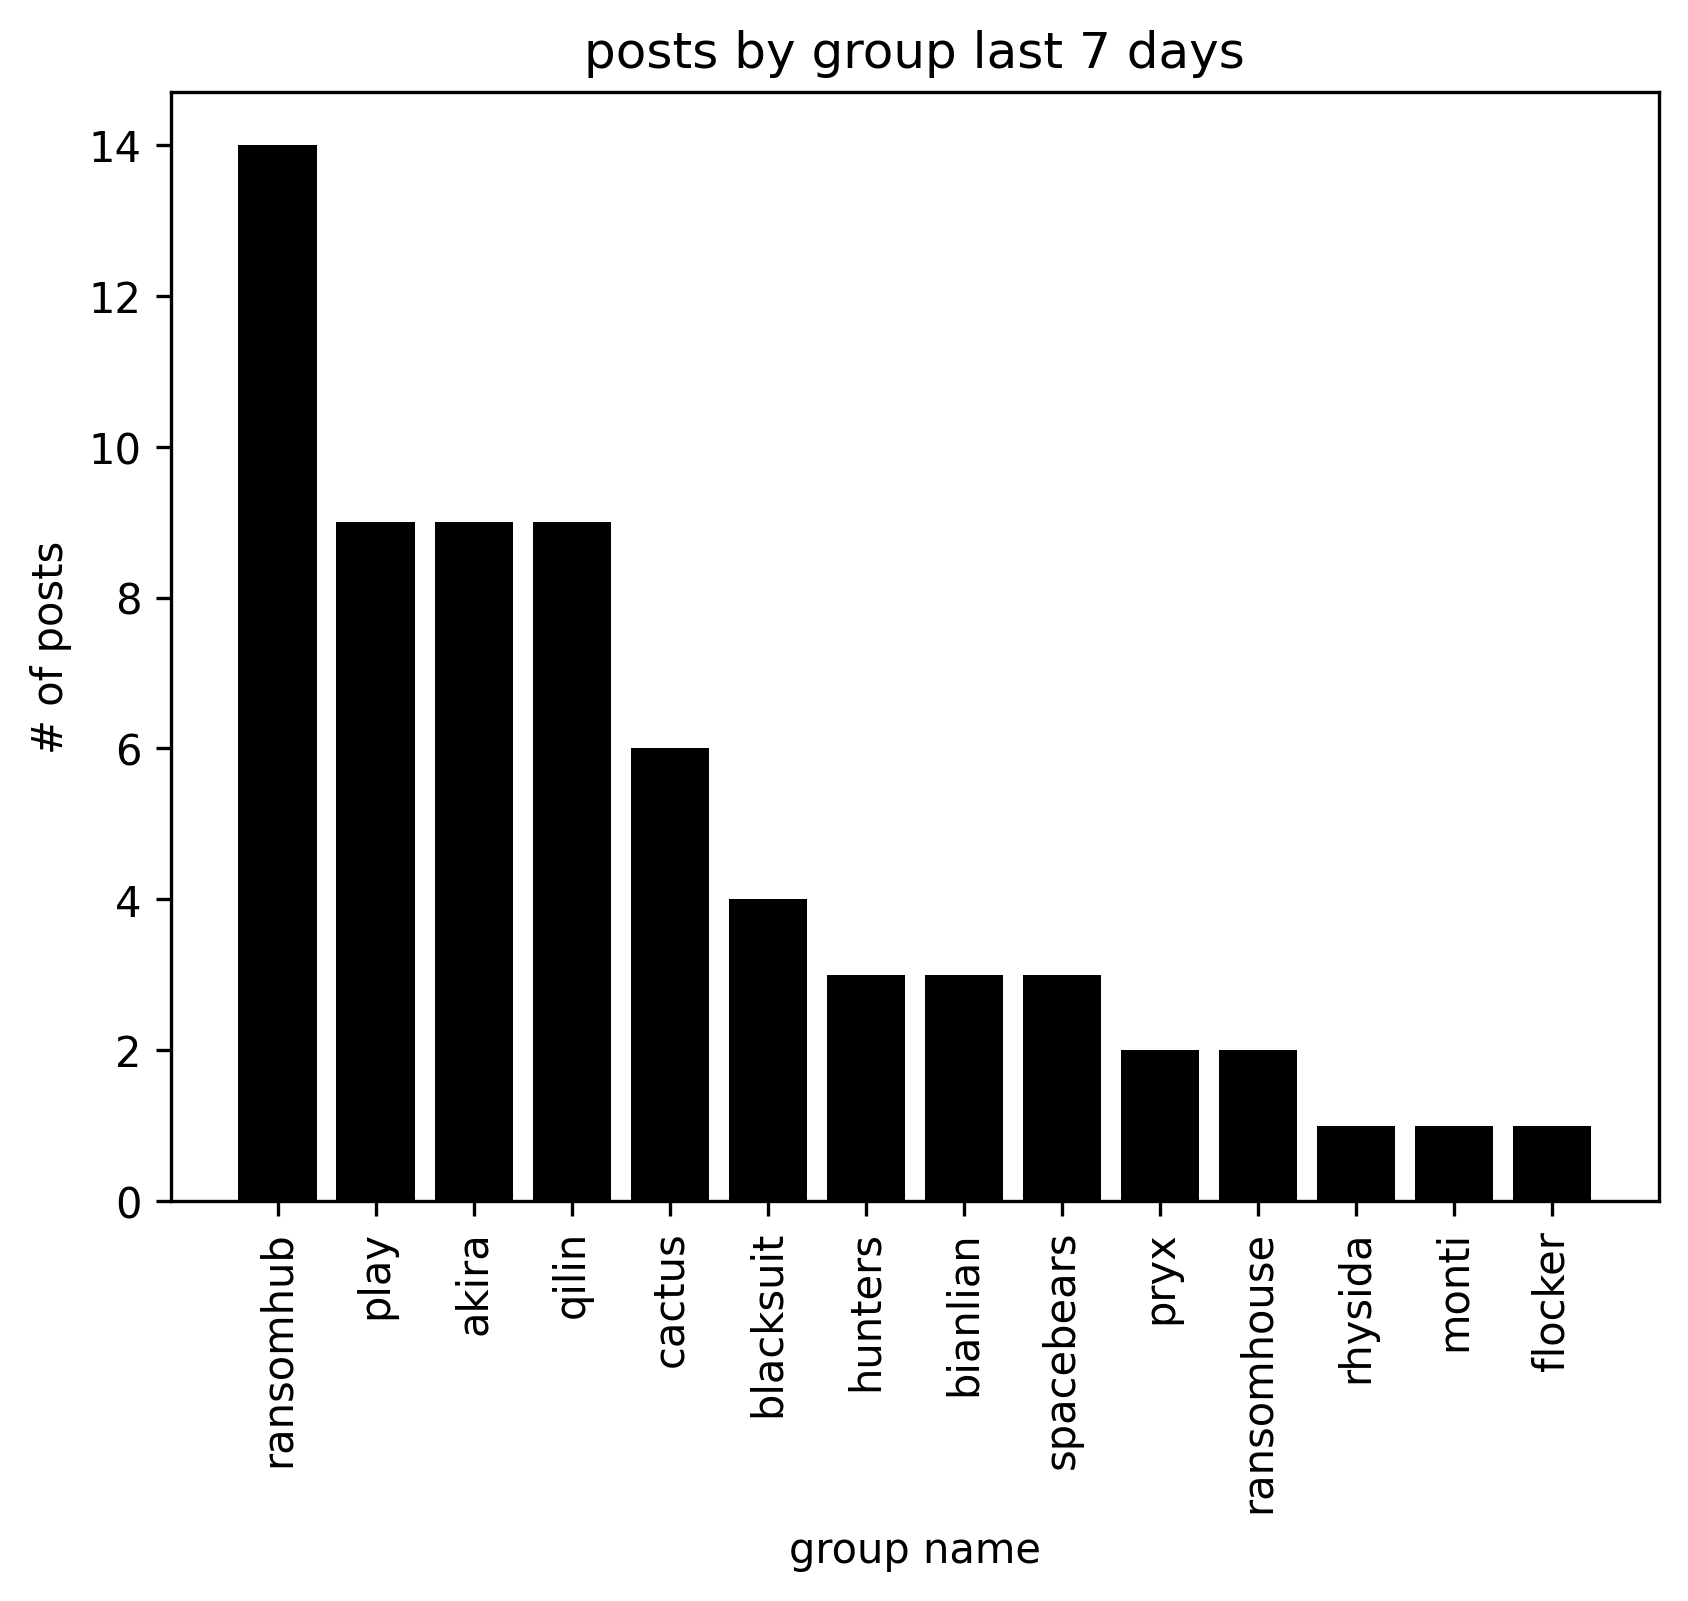 posts by group last 7 days
14
12
10
8
6
4
2
0
# of posts
ransomhub
play
akira
qilin
cactus
blacksuit
hunters
bianlian
spacebears
pryx
ransomhouse
rhysida
monti
flocker
group name